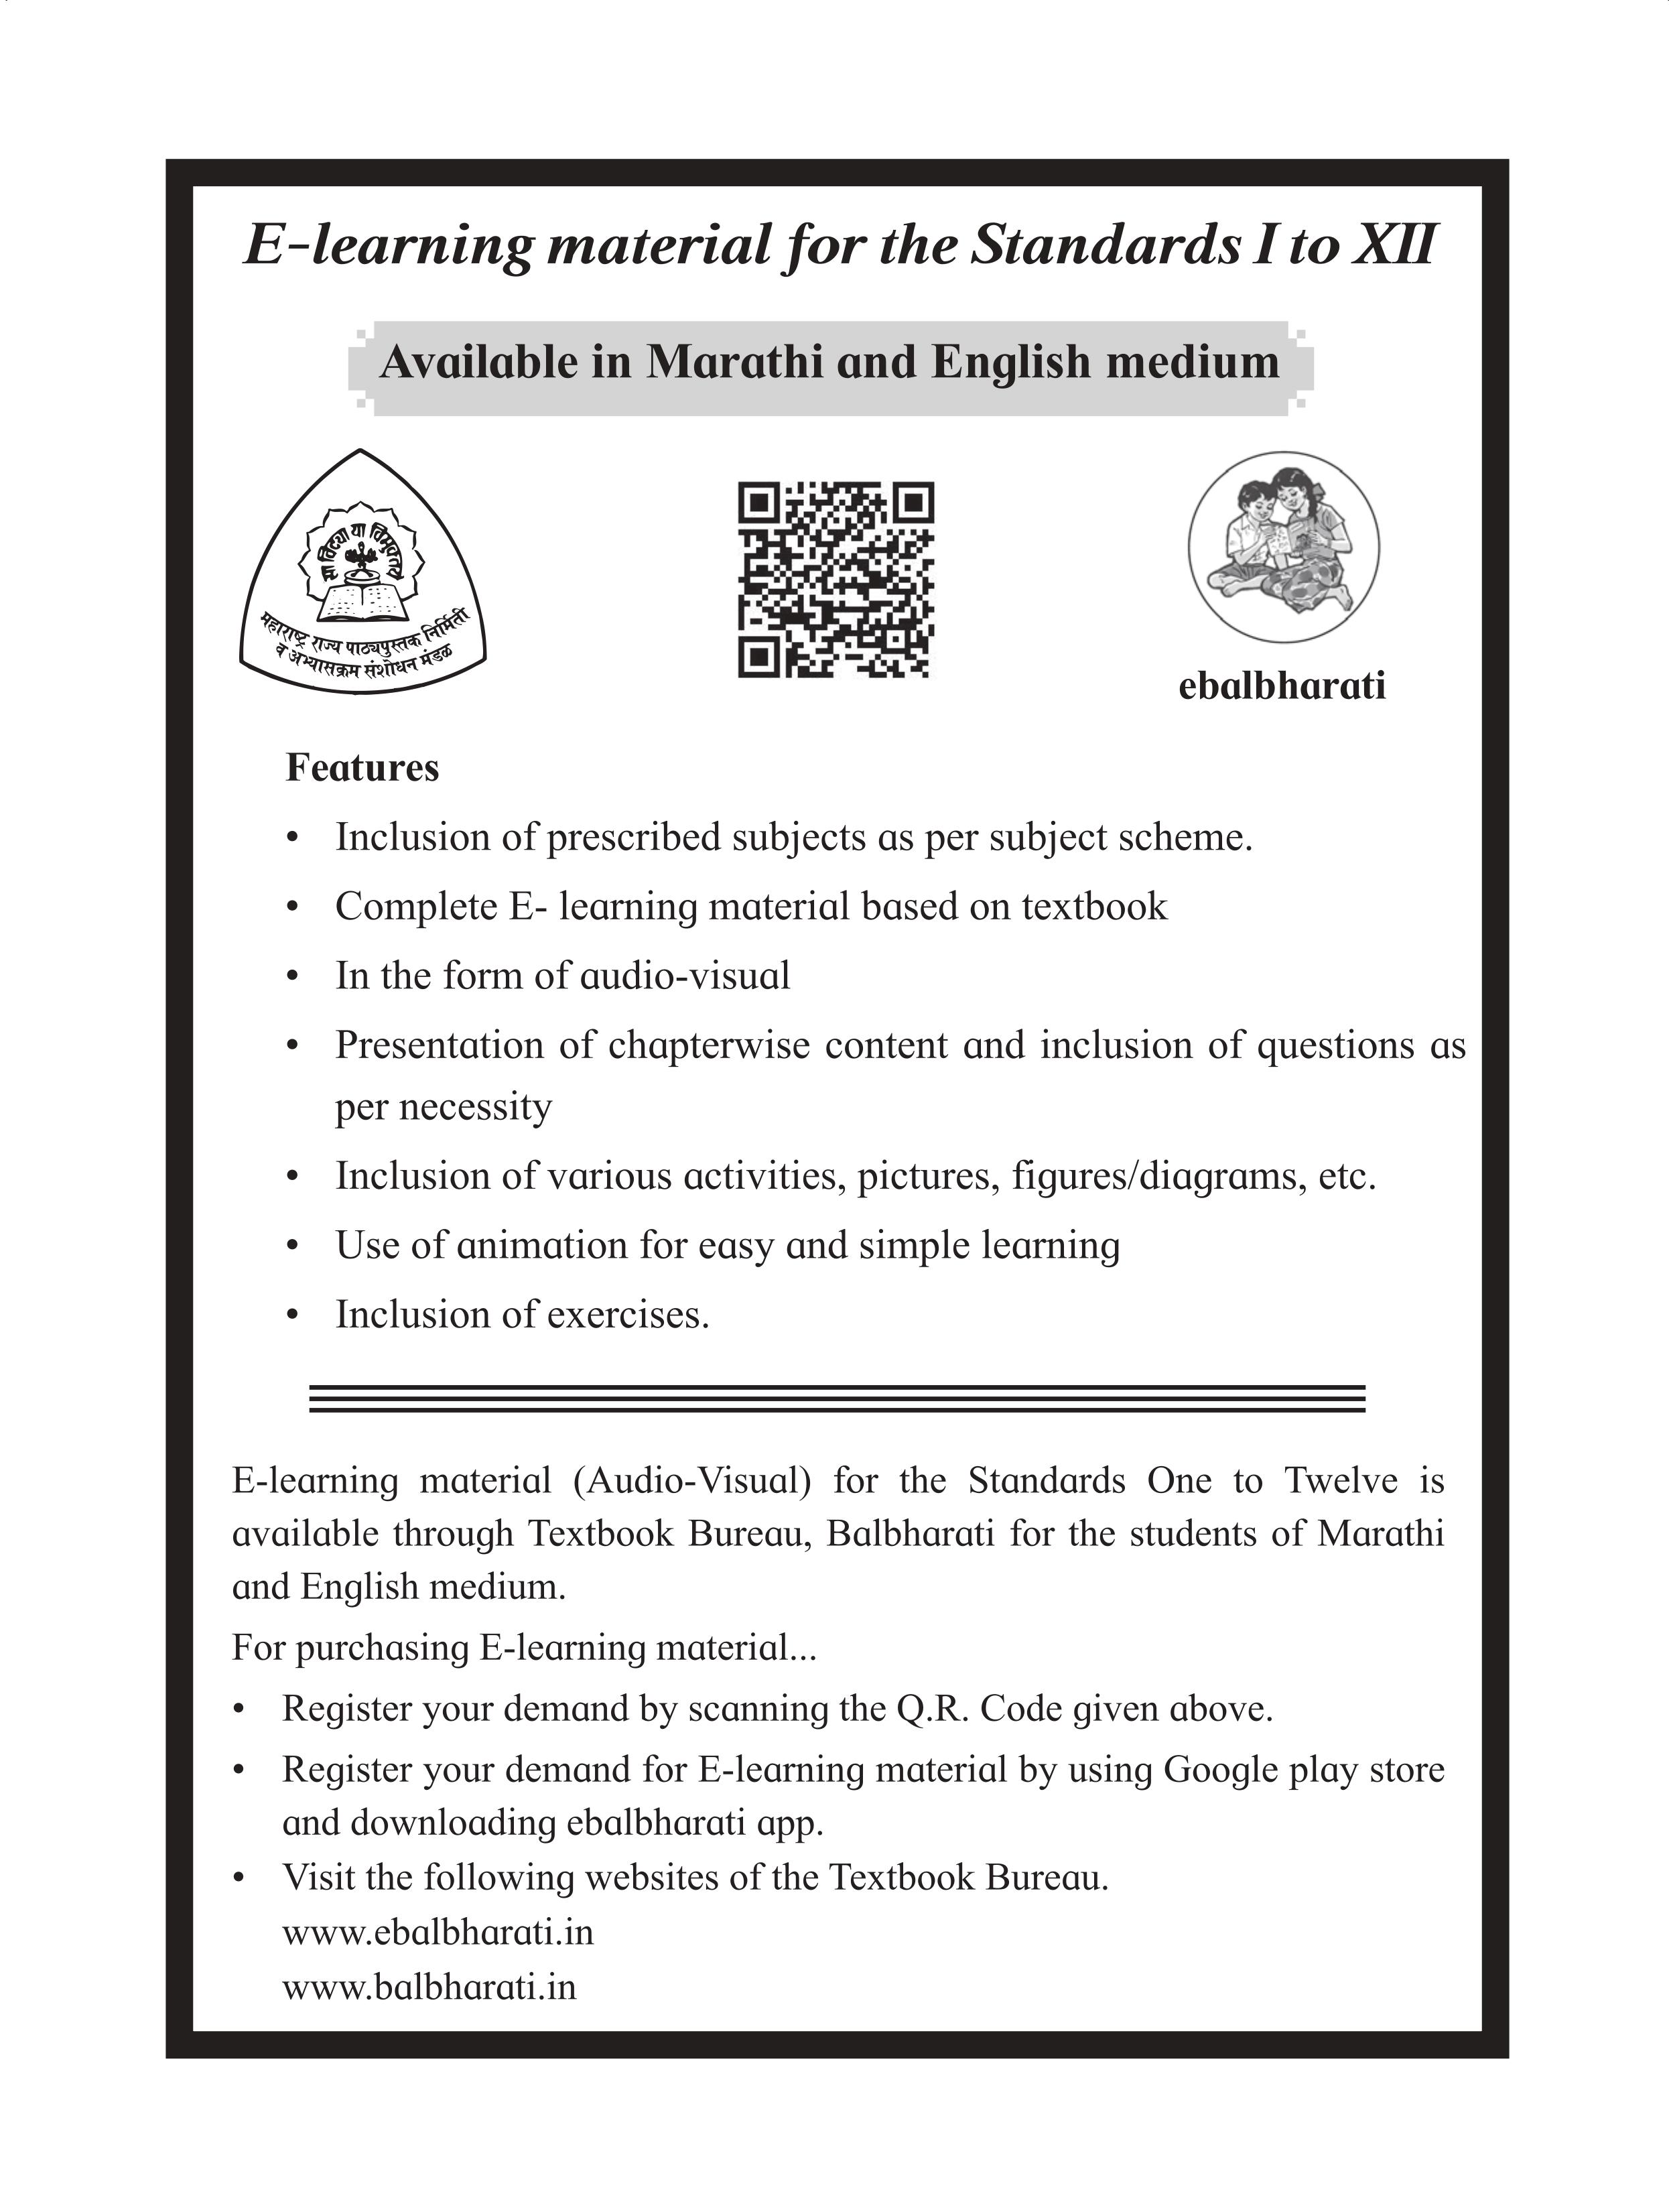 E-learning material for the Standards I to XII
Available in Marathi and English medium
सा विद्या या विमुक्तये
महाराष्ट्र राज्य पाठ्यपुस्तक निर्मिती
व अभ्यासक्रम संशोधन मंडळ
ebalbharati
Features
• Inclusion of prescribed subjects as per subject scheme.
• Complete E- learning material based on textbook
• In the form of audio-visual
• Presentation of chapterwise content and inclusion of questions as
per necessity
• Inclusion of various activities, pictures, figures/diagrams, etc.
• Use of animation for easy and simple learning
• Inclusion of exercises.
E-learning material (Audio-Visual) for the Standards One to Twelve is
available through Textbook Bureau, Balbharati for the students of Marathi
and English medium.
For purchasing E-learning material...
• Register your demand by scanning the Q.R. Code given above.
• Register your demand for E-learning material by using Google play store
and downloading ebalbharati app.
• Visit the following websites of the Textbook Bureau.
www.ebalbharati.in
www.balbharati.in